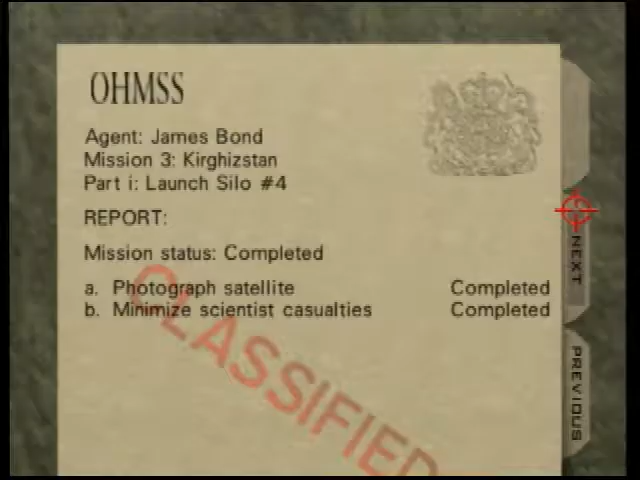 OHMSS
Agent: James Bond
Mission 3: Kirghizstan
Part i: Launch Silo #4
REPORT:
Mission status: Completed
a. Photograph satellite Completed
b. Minimize scientist casualties Completed
CLASSIFIED
NEXT
PREVIOUS